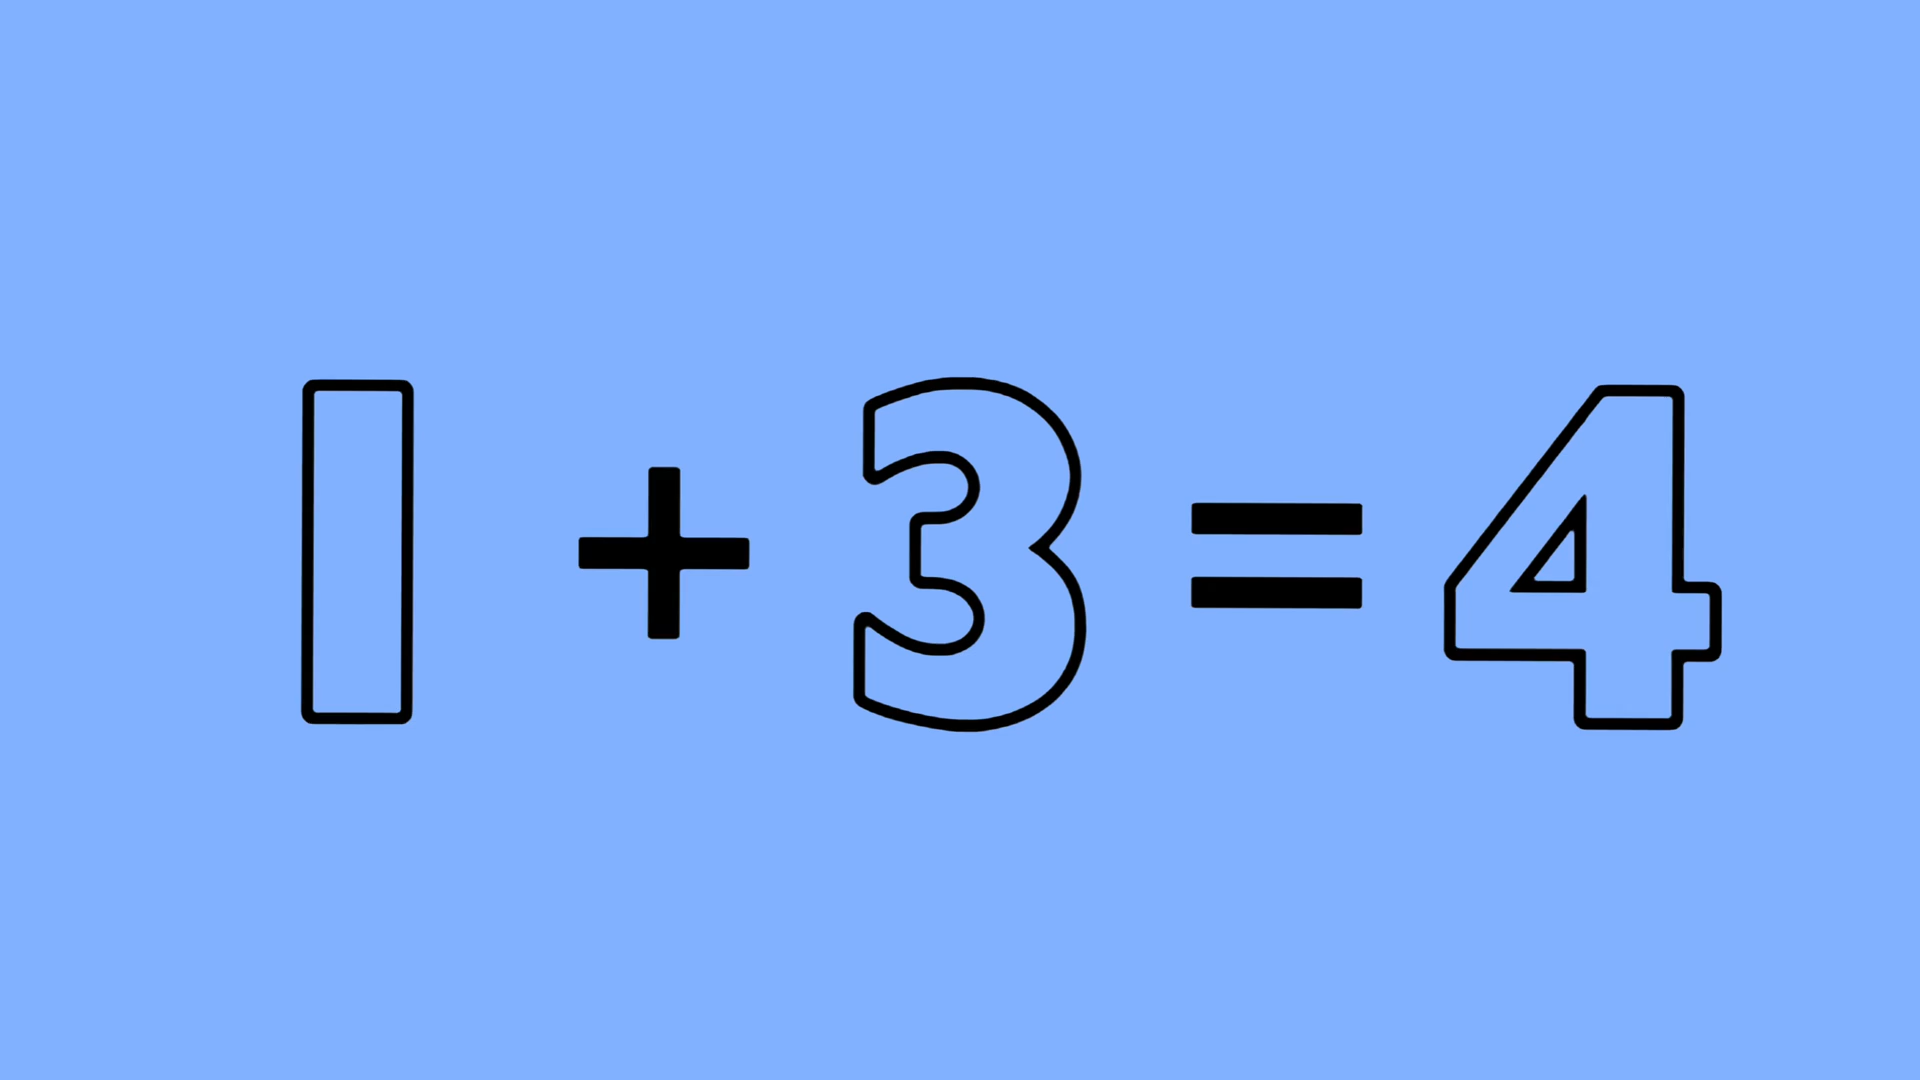 1 + 3 = 4